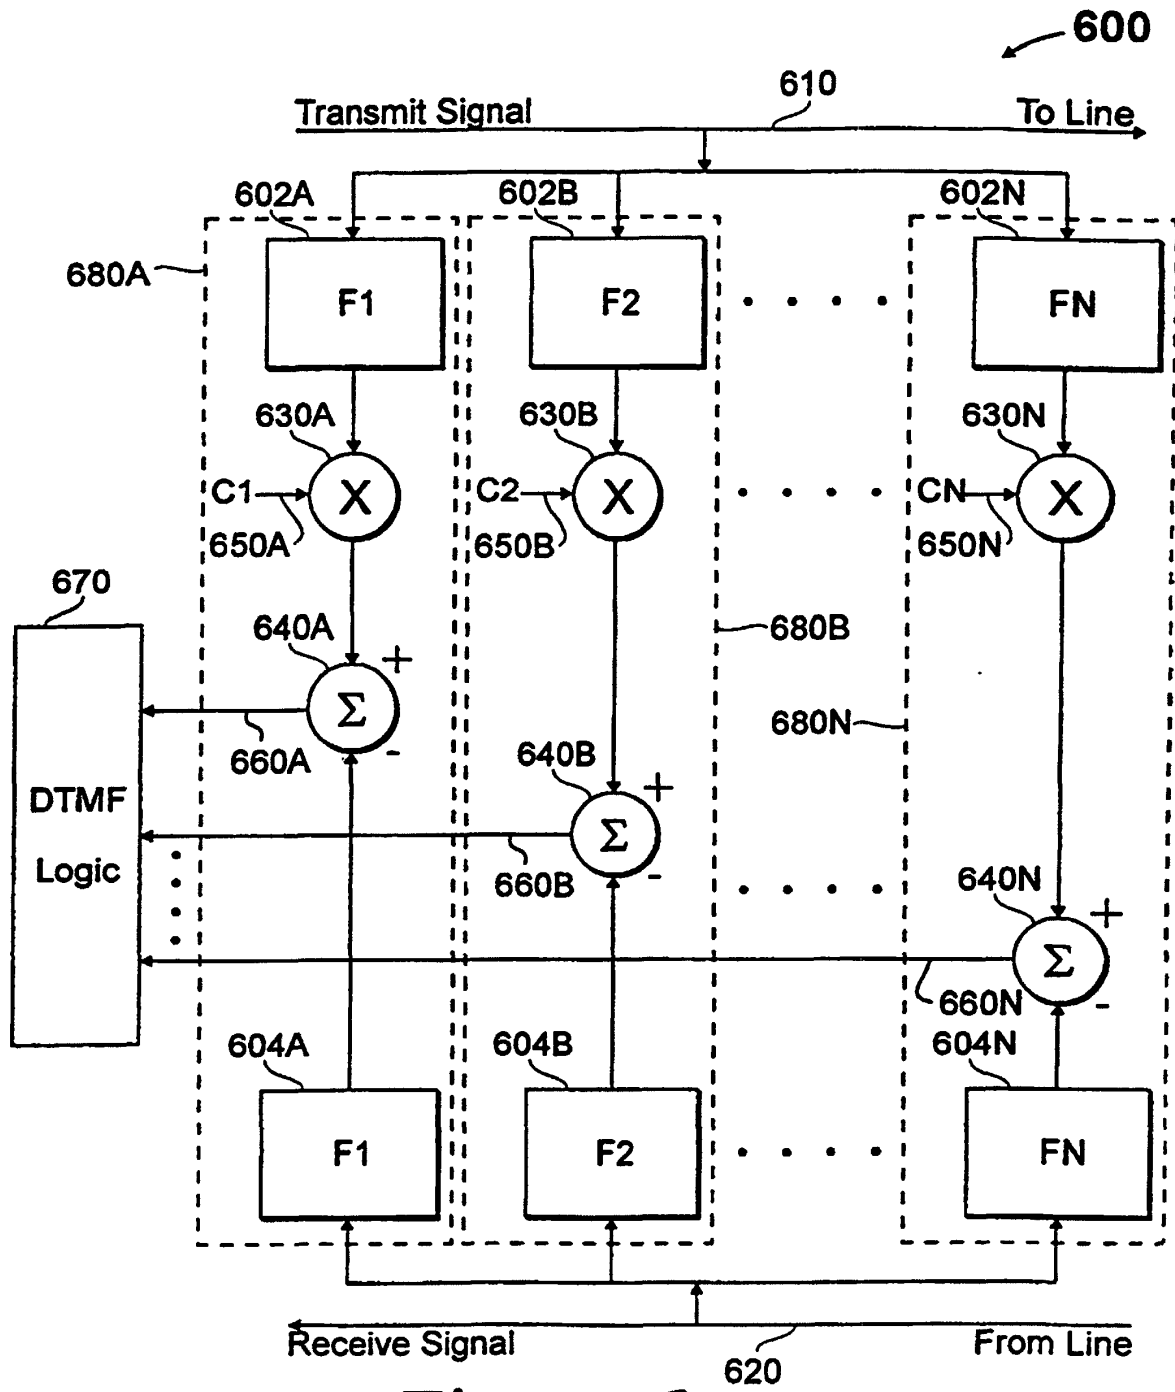 600
610
Transmit Signal To Line
602A 602B 602N
680A
F1 F2 FN
630A 630B 630N
C1 X C2 X CN X
650A 650B 650N
670
640A +
680B
Σ
680N
660A -
640B +
DTMF
Σ
Logic
660B -
640N +
Σ
660N -
604A 604B 604N
F1 F2 FN
Receive Signal From Line
620